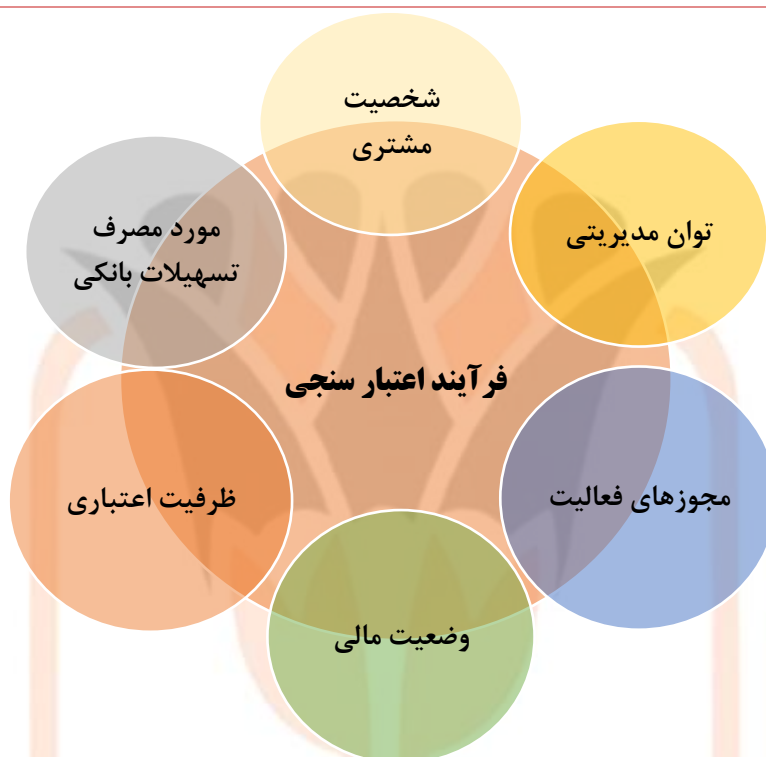 شخصیت
مشتری
توان مدیریتی
مورد مصرف
تسهیلات بانکی
فرآیند اعتبار سنجی
مجوزهای فعالیت
ظرفیت اعتباری
وضعیت مالی